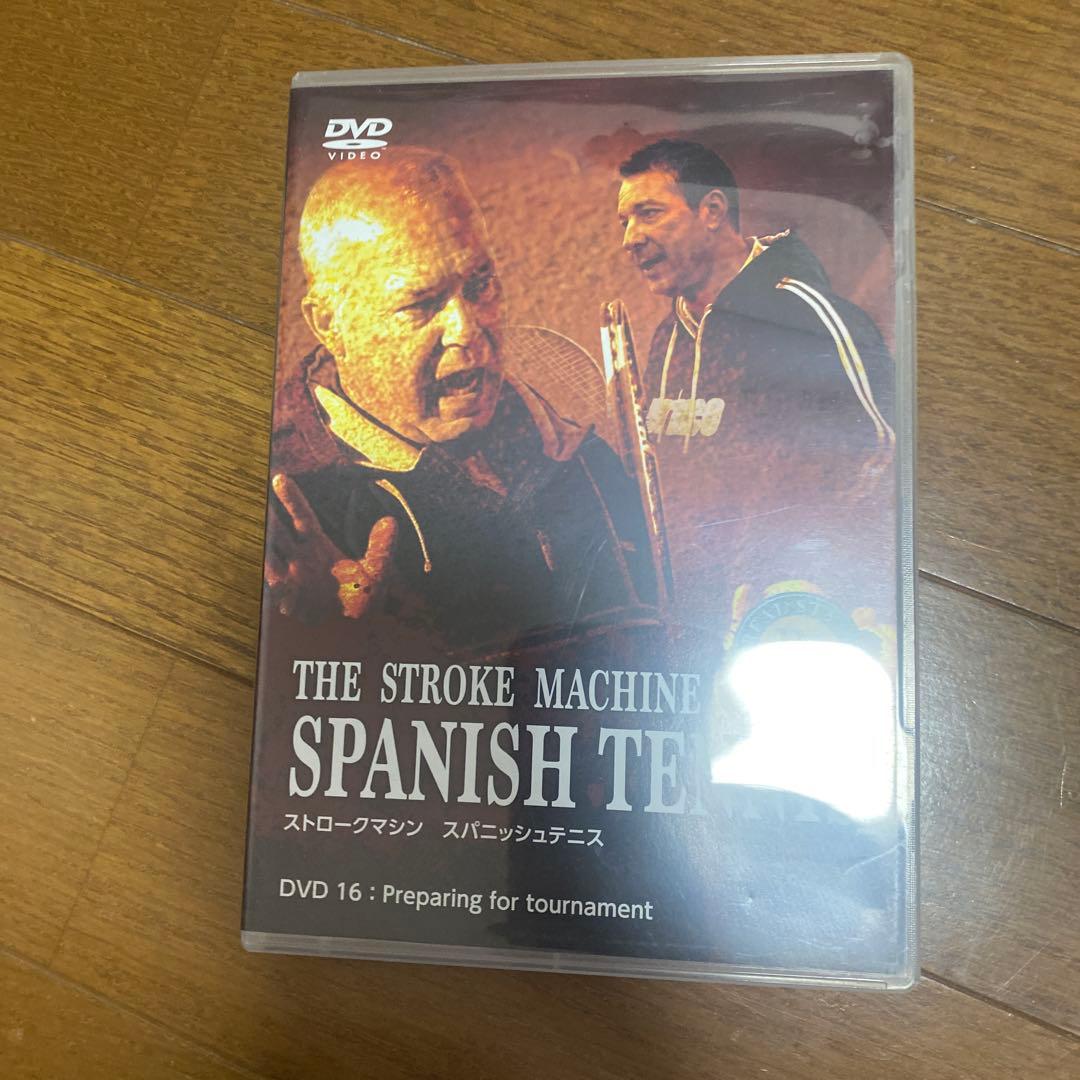 DVD
VIDEO
THE STROKE MACHINE
SPANISH
ストロークマシン スパニッシュテニス
DVD 16 : Preparing for tournament